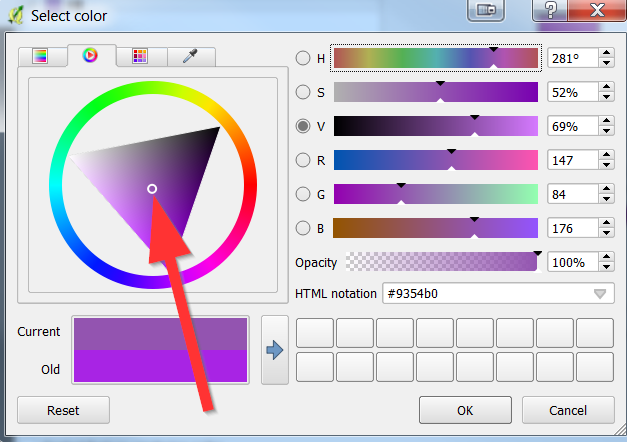 Select color
H 281°
S 52%
V 69%
R 147
G 84
B 176
Opacity 100%
HTML notation #9354b0
Current
Old
Reset OK Cancel